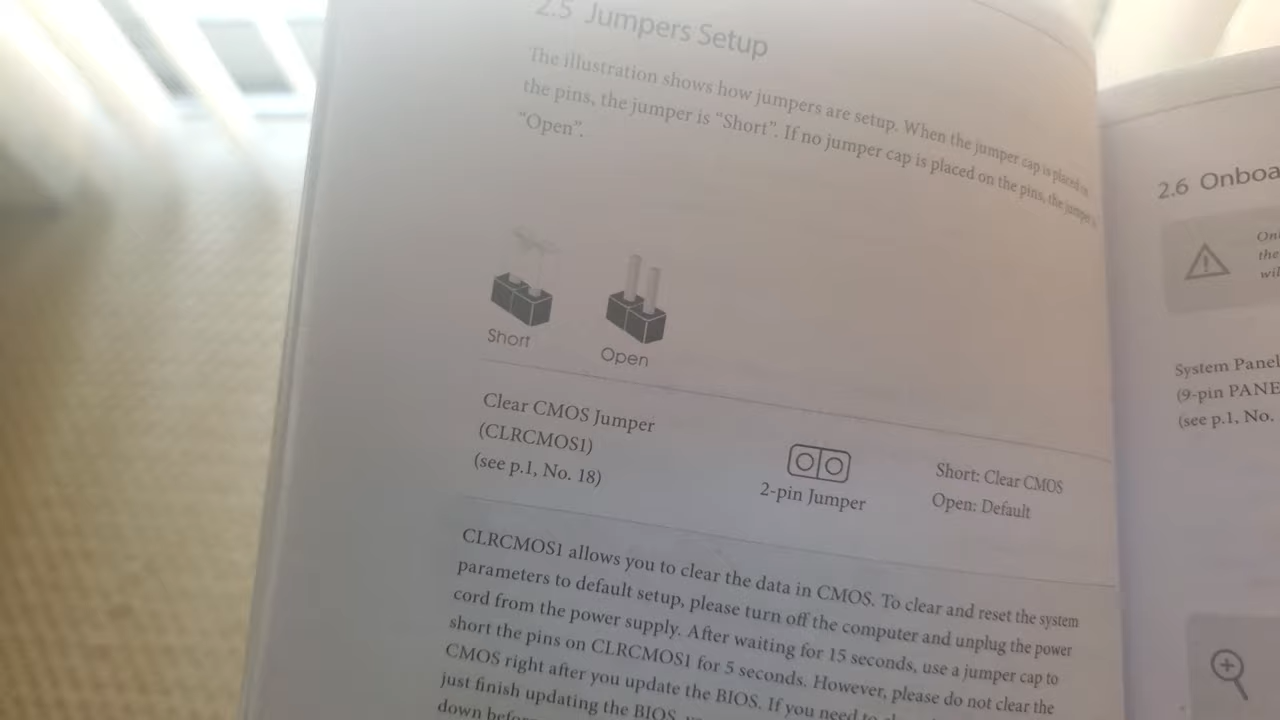 2.5 Jumpers Setup
The illustration shows how jumpers are setup. When the jumper cap is placed on
the pins, the jumper is “Short”. If no jumper cap is placed on the pins, the jumper is
“Open”.
Short
Open
Clear CMOS Jumper
(CLRCMOS1)
(see p.1, No. 18)
2-pin Jumper
Short: Clear CMOS
Open: Default
CLRCMOS1 allows you to clear the data in CMOS. To clear and reset the system
parameters to default setup, please turn off the computer and unplug the power
cord from the power supply. After waiting for 15 seconds, use a jumper cap to
short the pins on CLRCMOS1 for 5 seconds. However, please do not clear the
CMOS right after you update the BIOS. If you need to
just finish updating the BIOS,
down
2.6
the
System Panel
(9-pin
(see p.1, No.